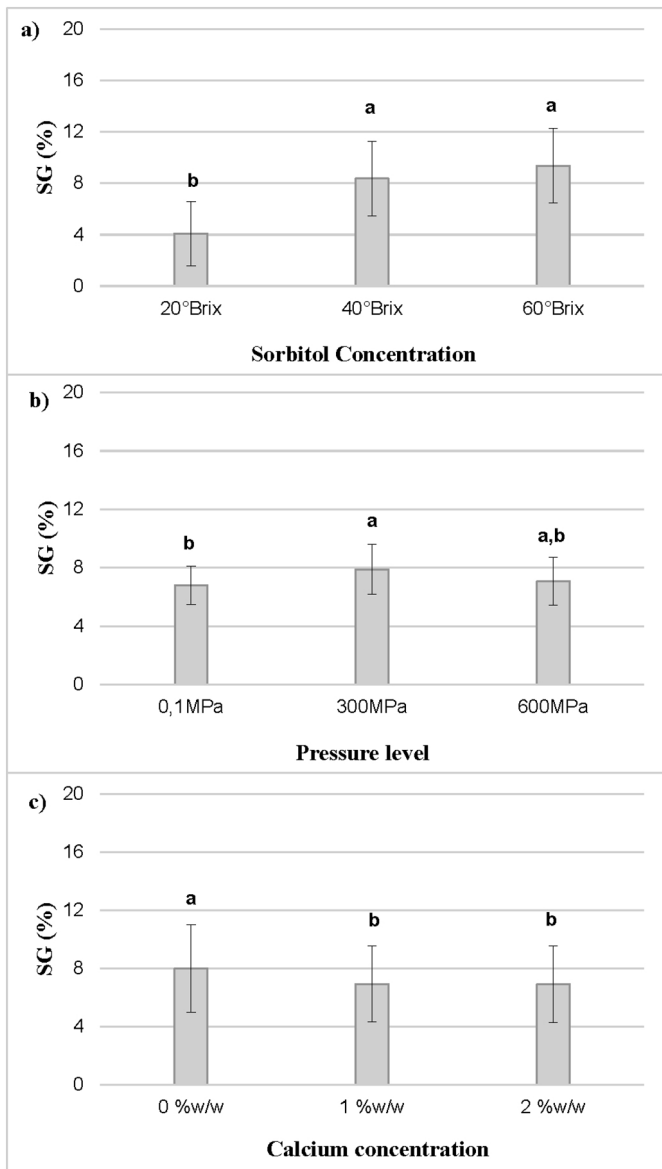 a)
20
16
12
8
4
0
SG (%)
b
a
a
20°Brix 40°Brix 60°Brix
Sorbitol Concentration
b)
20
16
12
8
4
0
SG (%)
b
a
a,b
0,1MPa 300MPa 600MPa
Pressure level
c)
20
16
12
8
4
0
SG (%)
a
b
b
0 %w/w 1 %w/w 2 %w/w
Calcium concentration